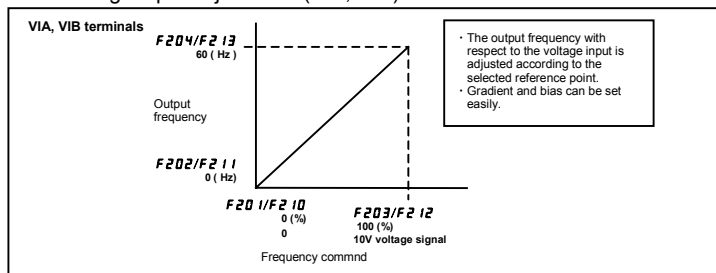 VIA, VIB terminals
F204/F213
60 ( Hz )
Output
frequency
F202/F211
0 ( Hz)
F201/F210
0 (%)
0
F203/F212
100 (%)
10V voltage signal
Frequency commnd
· The output frequency with
respect to the voltage input is
adjusted according to the
selected reference point.
· Gradient and bias can be set
easily.